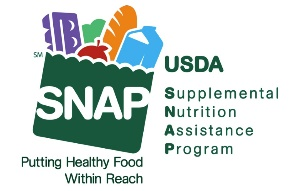 SM
SNAP
Putting Healthy Food
Within Reach
USDA
Supplemental
Nutrition
Assistance
Program